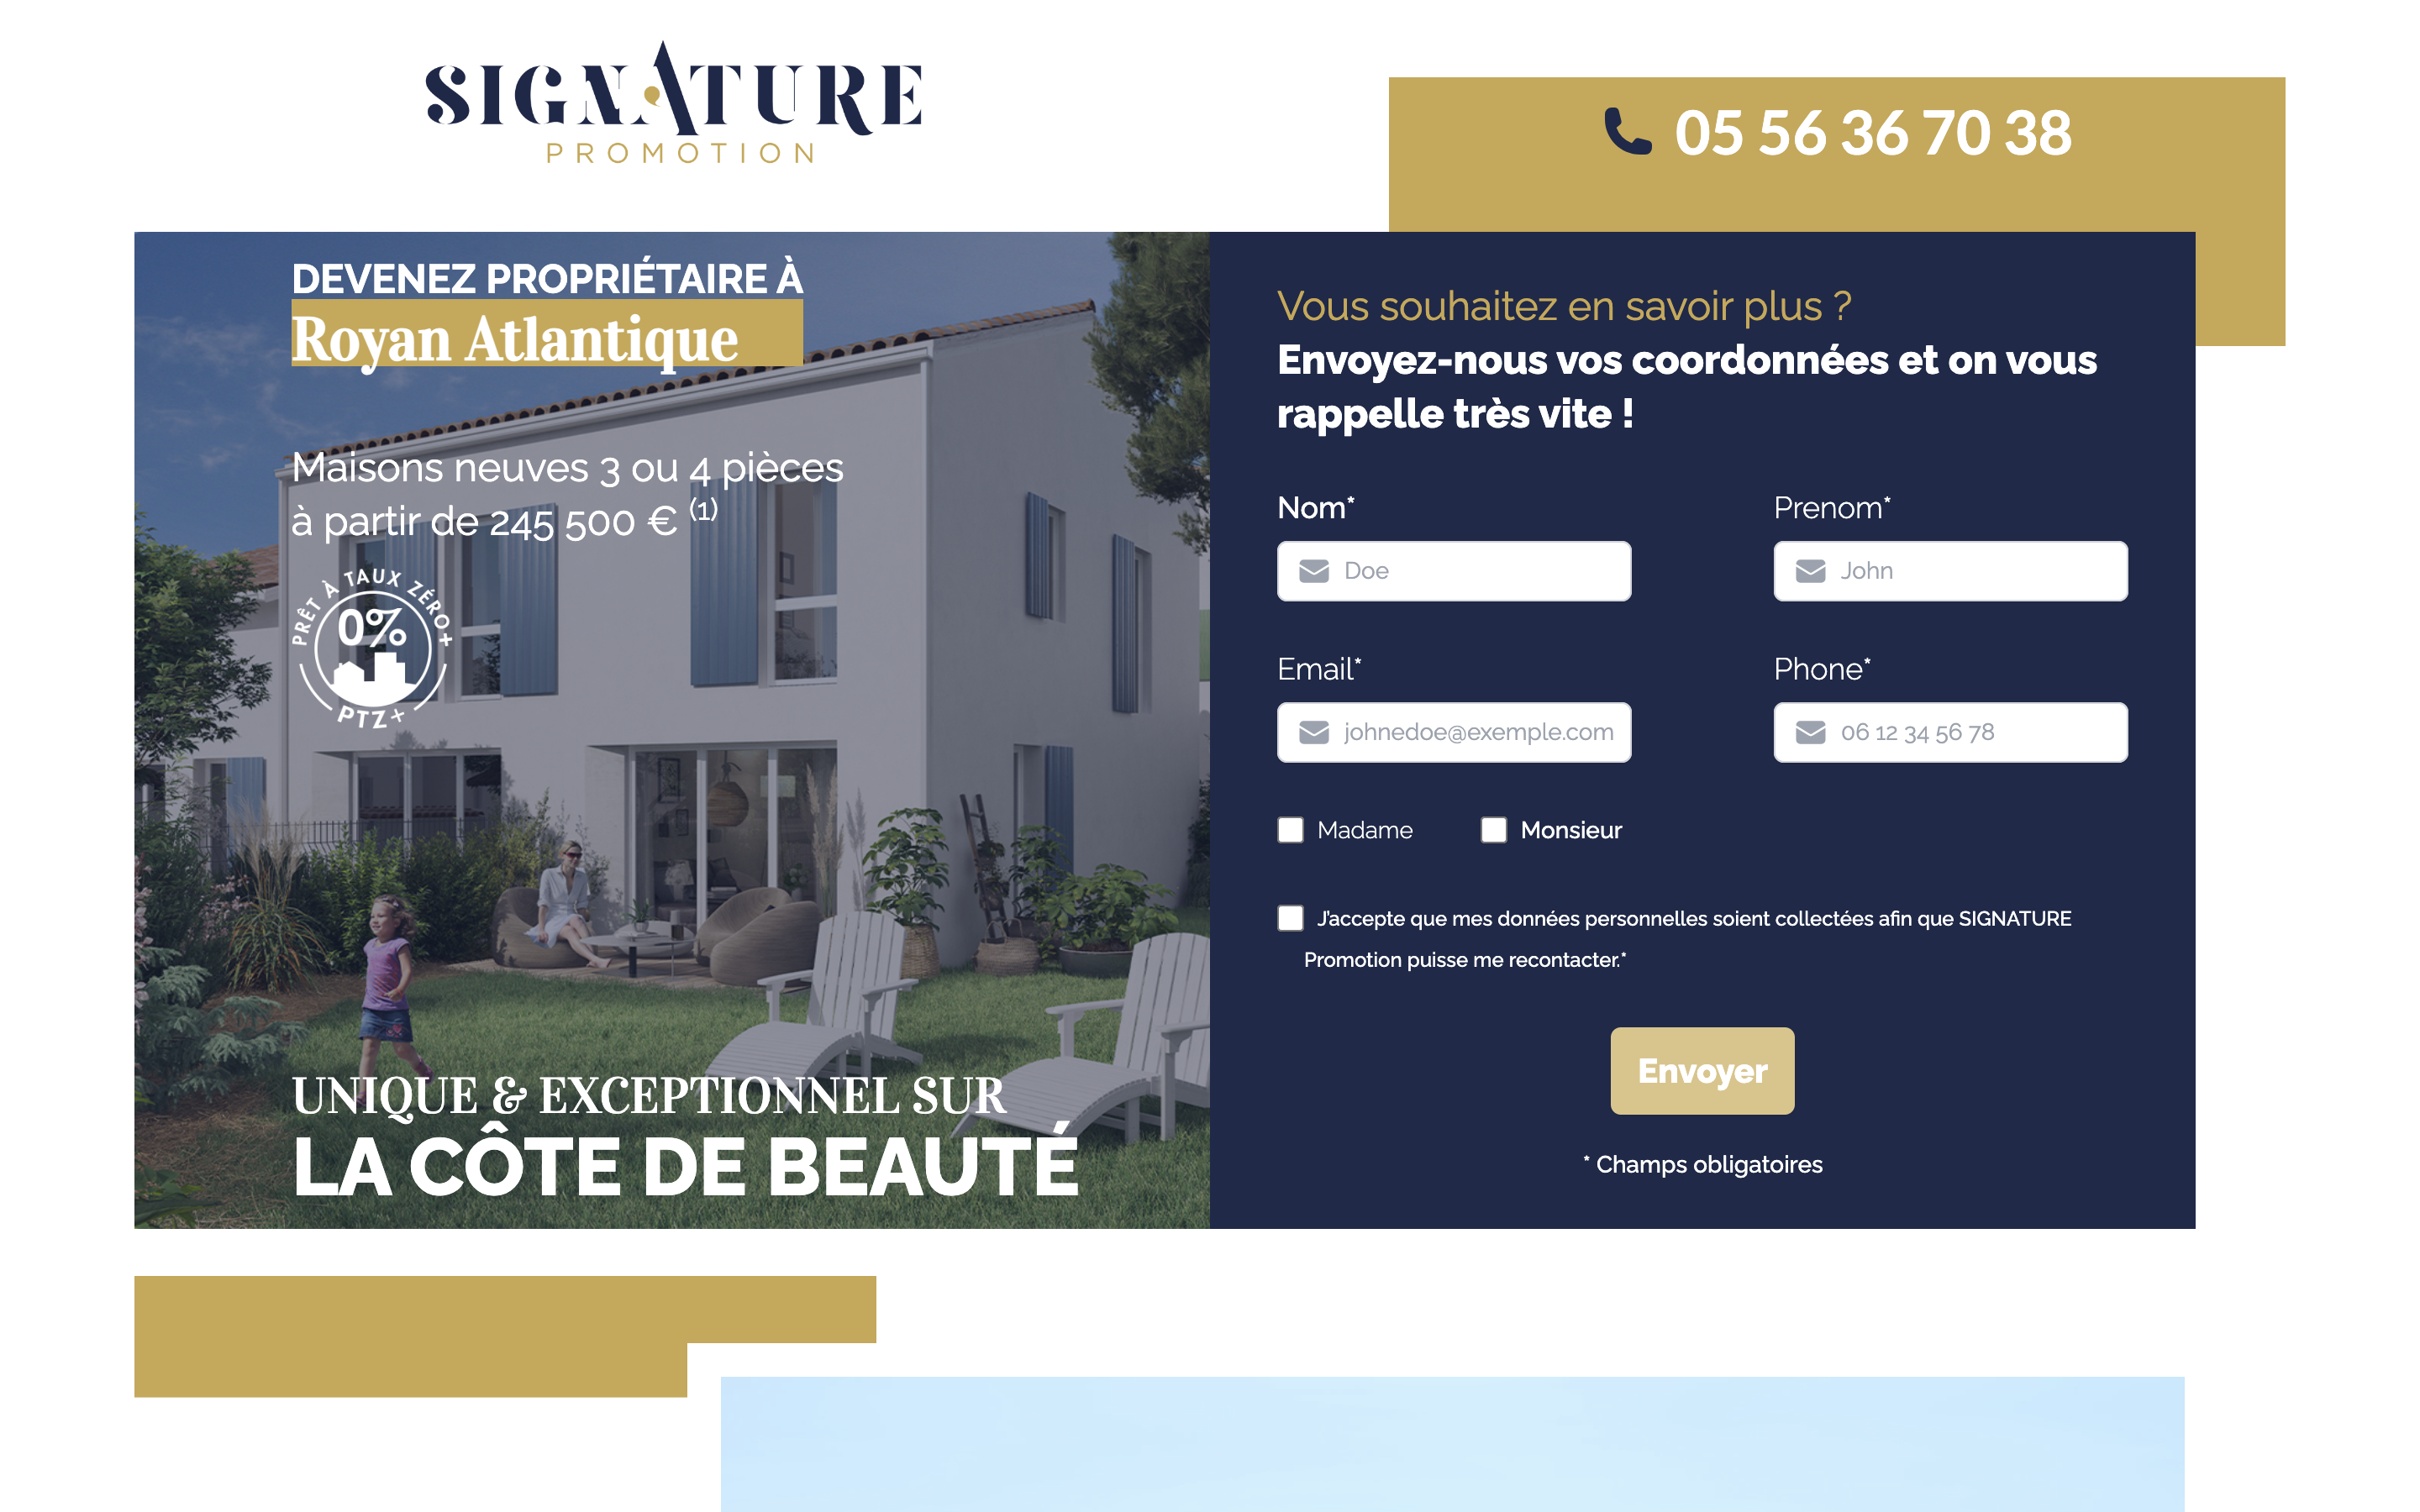 SIGNATURE
PROMOTION
05 56 36 70 38
DEVENEZ PROPRIÉTAIRE À
Royan Atlantique
Maisons neuves 3 ou 4 pièces
à partir de 245 500 € (1)
PRÊT À TAUX ZÉRO+
0%
PTZ+
UNIQUE & EXCEPTIONNEL SUR
LA CÔTE DE BEAUTÉ
Vous souhaitez en savoir plus ?
Envoyez-nous vos coordonnées et on vous
rappelle très vite !
Nom* Prenom*
Doe John
Email* Phone*
johnedoe@exemple.com 06 12 34 56 78
Madame Monsieur
J'accepte que mes données personnelles soient collectées afin que SIGNATURE
Promotion puisse me recontacter.*
Envoyer
* Champs obligatoires